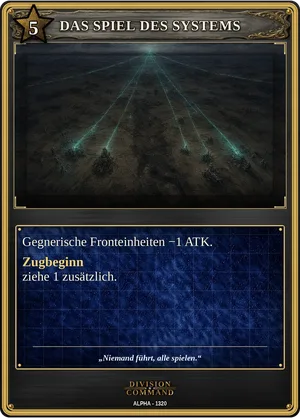 5
DAS SPIEL DES SYSTEMS
Gegnerische Fronteinheiten −1 ATK.
Zugbeginn
ziehe 1 zusätzlich.
„Niemand führt, alle spielen.“
DIVISION
COMMAND
ALPHA - 1320